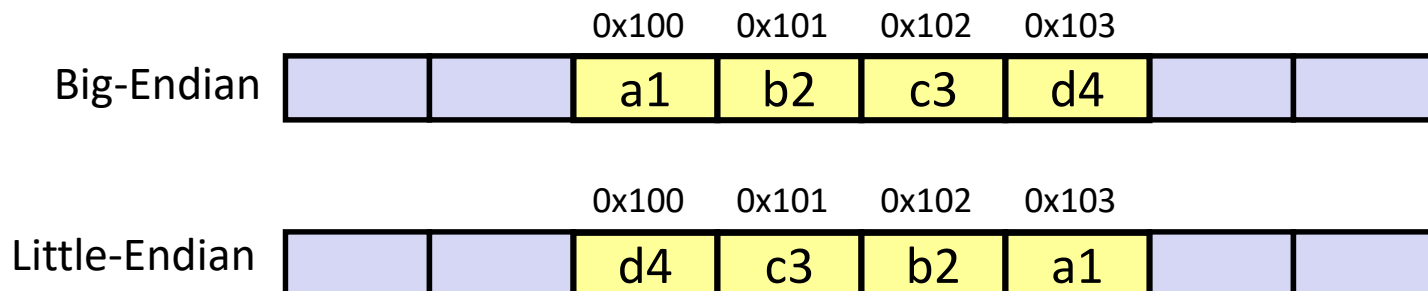 0x100 0x101 0x102 0x103
Big-Endian a1 b2 c3 d4
0x100 0x101 0x102 0x103
Little-Endian d4 c3 b2 a1